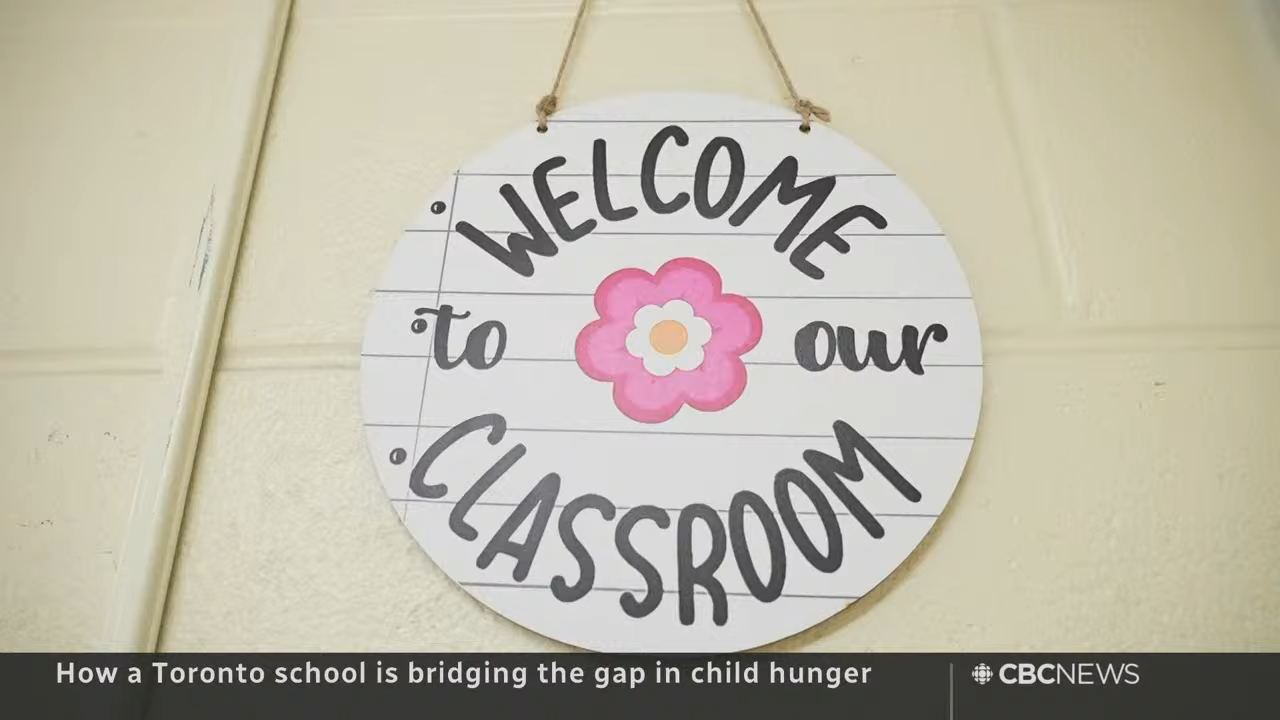 WELCOME
to our
CLASSROOM
How a Toronto school is bridging the gap in child hunger
CBCNEWS